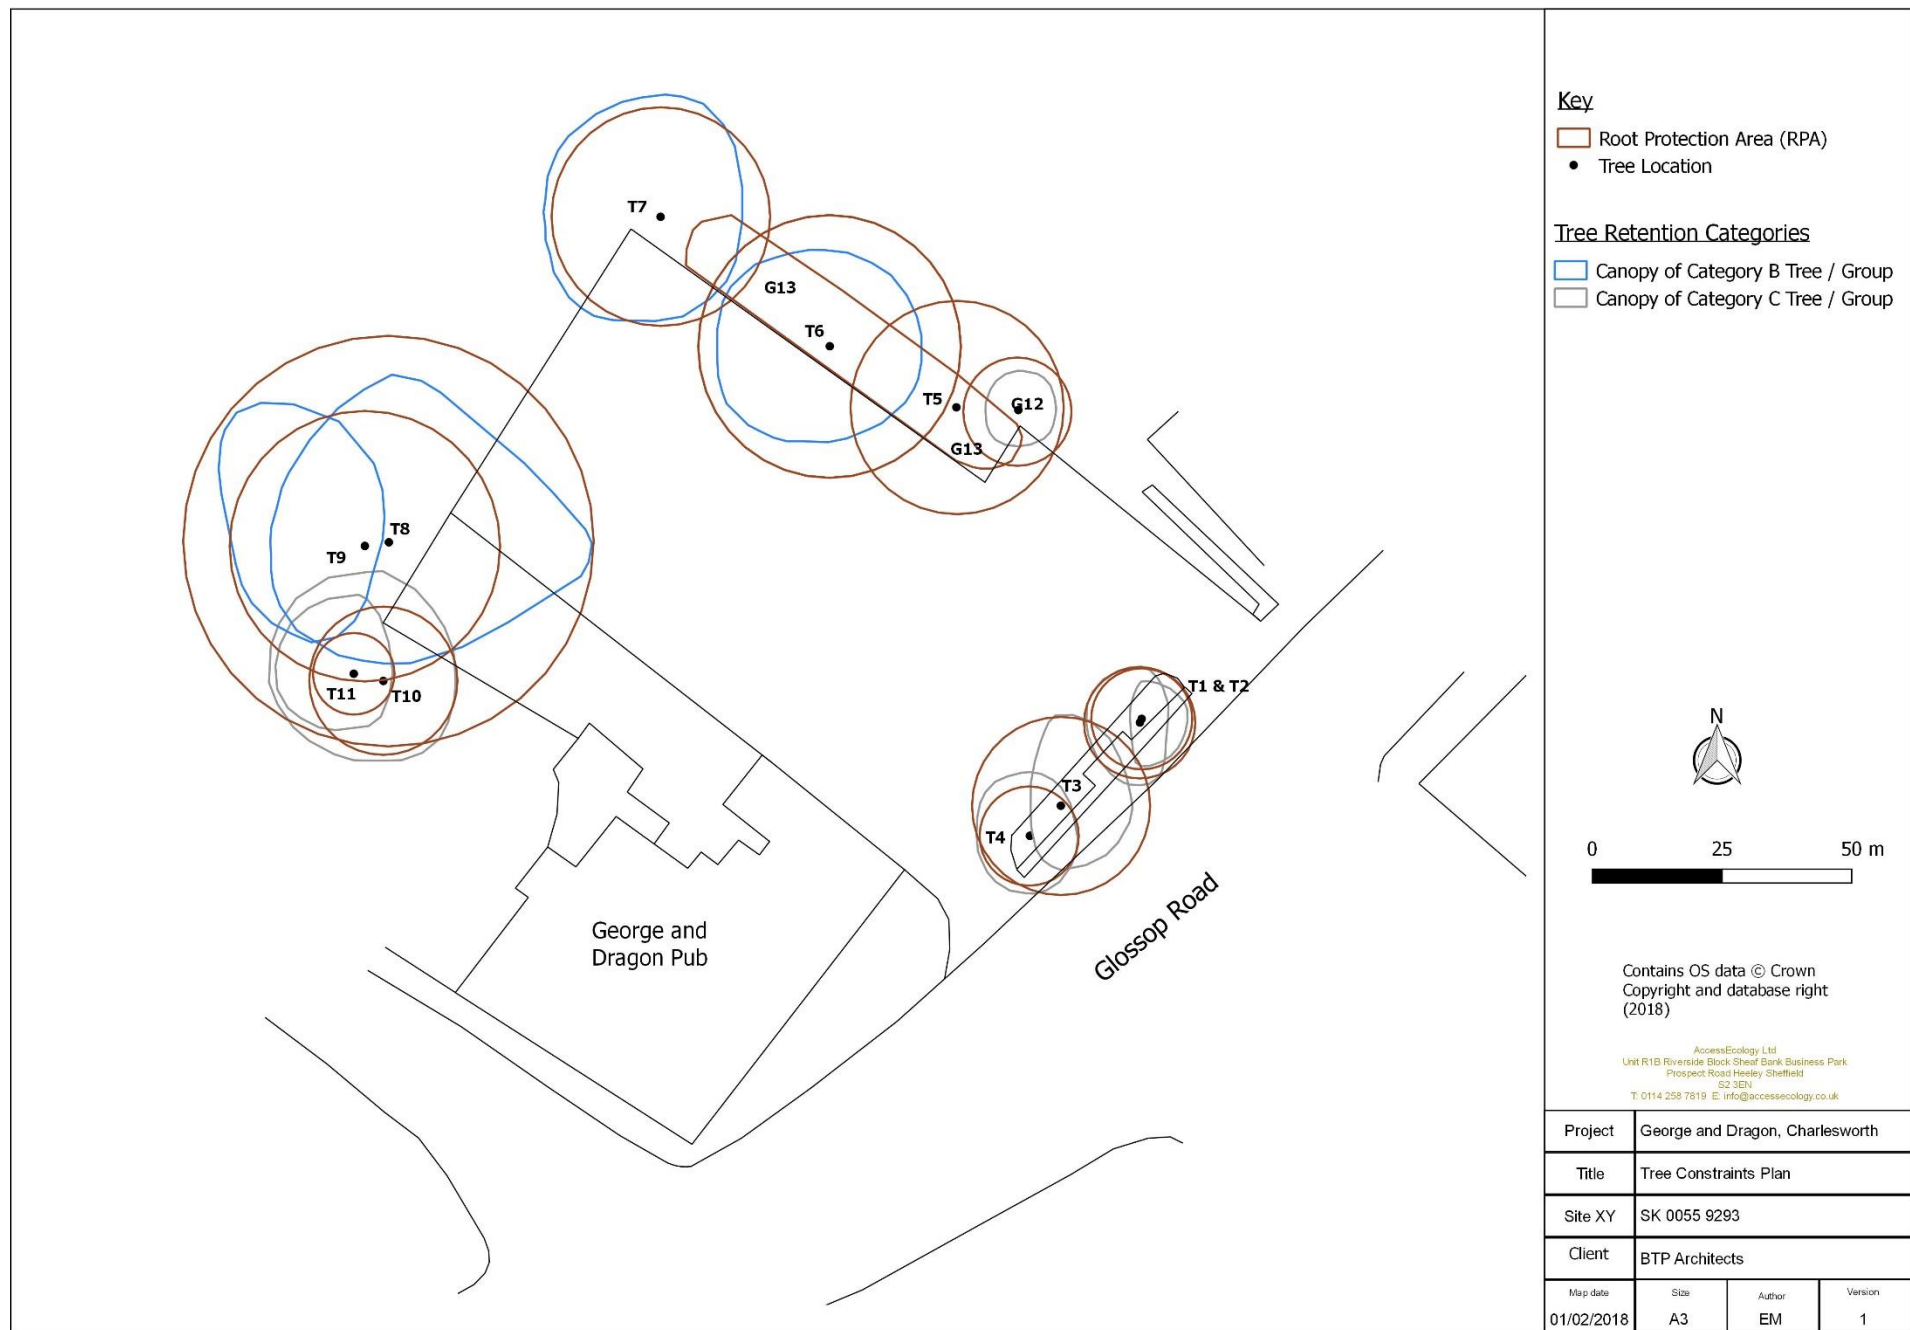 T7
G13
T6
T5
G12
G13
T8
T9
T11
T10
T1 & T2
T3
T4
George and
Dragon Pub
Glossop Road
Key
Root Protection Area (RPA)
Tree Location
Tree Retention Categories
Canopy of Category B Tree / Group
Canopy of Category C Tree / Group
N
0 25 50 m
Contains OS data © Crown
Copyright and database right
(2018)
AccessEcology Ltd
Unit R1B Riverside Block Sheaf Bank Business Park
Prospect Road Heeley Sheffield
S2 3EN
T: 0114 258 7819 E: info@accessecology.co.uk
Project George and Dragon, Charlesworth
Title Tree Constraints Plan
Site XY SK 0055 9293
Client BTP Architects
Map date Size Author Version
01/02/2018 A3 EM 1